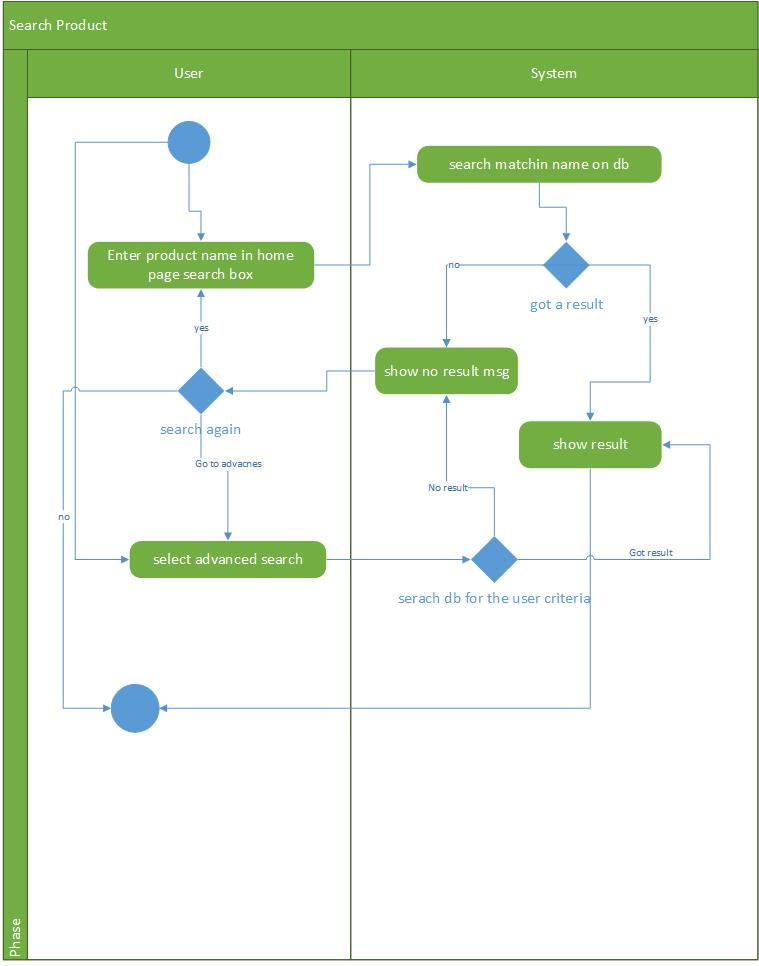 Search Product
User
System
search matchin name on db
Enter product name in home
page search box
no
got a result
yes
yes
show no result msg
search again
show result
Go to advacnes
No result
no
Got result
select advanced search
serach db for the user criteria
Phase